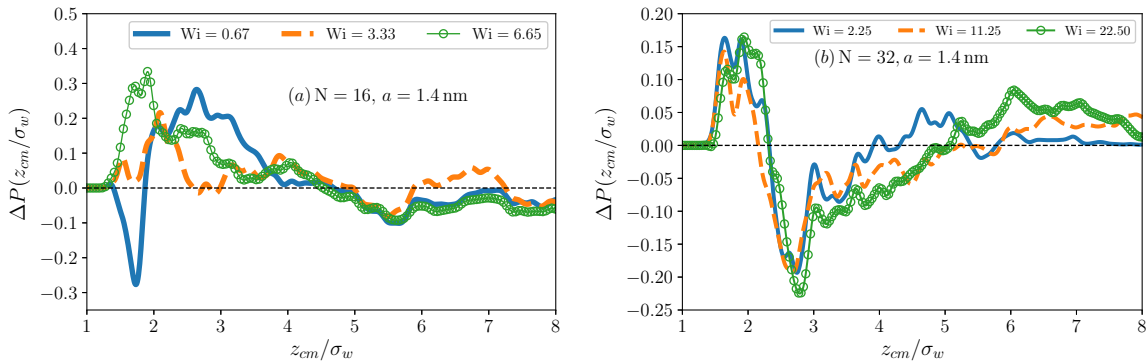 Wi = 0.67 Wi = 3.33 Wi = 6.65
(a) N = 16, a = 1.4 nm
ΔP(z_cm/σ_w)
0.5
0.4
0.3
0.2
0.1
0.0
−0.1
−0.2
−0.3
1 2 3 4 5 6 7 8
z_cm/σ_w
Wi = 2.25 Wi = 11.25 Wi = 22.50
(b) N = 32, a = 1.4 nm
ΔP(z_cm/σ_w)
0.20
0.15
0.10
0.05
0.00
−0.05
−0.10
−0.15
−0.20
−0.25
1 2 3 4 5 6 7 8
z_cm/σ_w